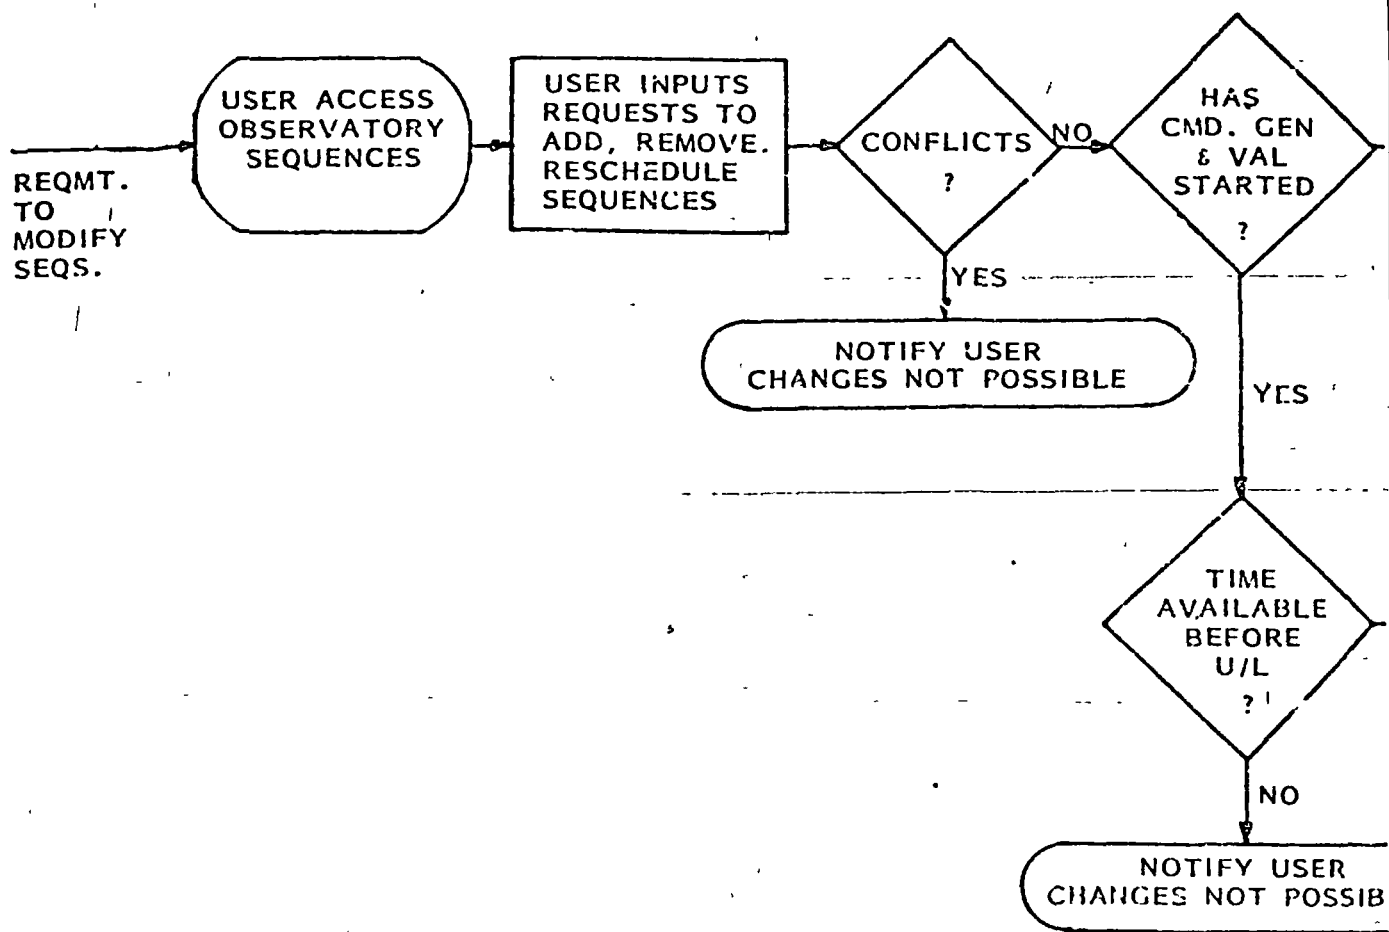 REQMT.
TO
MODIFY
SEQS.
USER ACCESS
OBSERVATORY
SEQUENCES
USER INPUTS
REQUESTS TO
ADD, REMOVE.
RESCHEDULE
SEQUENCES
CONFLICTS
?
NO
HAS
CMD. GEN
& VAL
STARTED
?
YES
NOTIFY USER
CHANGES NOT POSSIBLE
YES
TIME
AVAILABLE
BEFORE
U/L
?
NO
NOTIFY USER
CHANGES NOT POSSIB